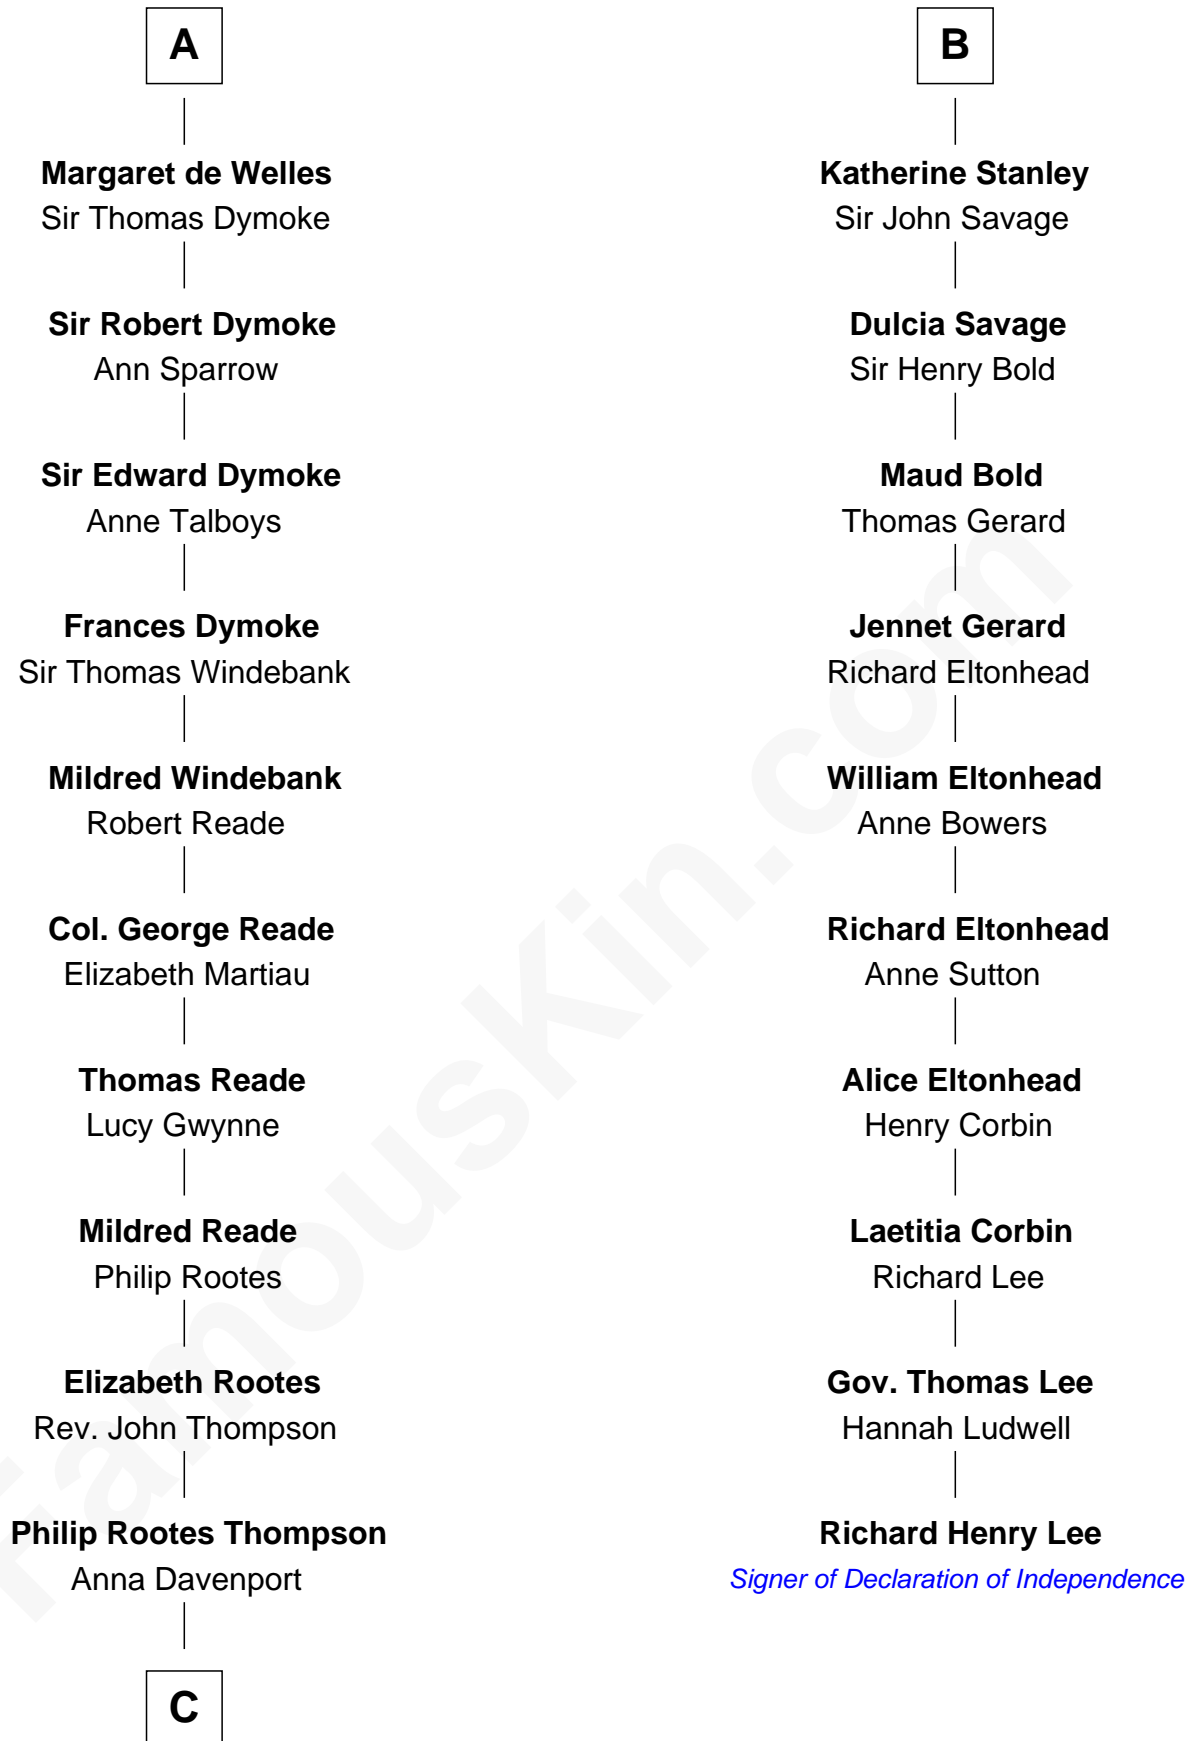 A
Margaret de Welles
Sir Thomas Dymoke
Sir Robert Dymoke
Ann Sparrow
Sir Edward Dymoke
Anne Talboys
Frances Dymoke
Sir Thomas Windebank
Mildred Windebank
Robert Reade
Col. George Reade
Elizabeth Martiau
Thomas Reade
Lucy Gwynne
Mildred Reade
Philip Rootes
Elizabeth Rootes
Rev. John Thompson
Philip Rootes Thompson
Anna Davenport
C
B
Katherine Stanley
Sir John Savage
Dulcia Savage
Sir Henry Bold
Maud Bold
Thomas Gerard
Jennet Gerard
Richard Eltonhead
William Eltonhead
Anne Bowers
Richard Eltonhead
Anne Sutton
Alice Eltonhead
Henry Corbin
Laetitia Corbin
Richard Lee
Gov. Thomas Lee
Hannah Ludwell
Richard Henry Lee
Signer of Declaration of Independence
FamousKin.com